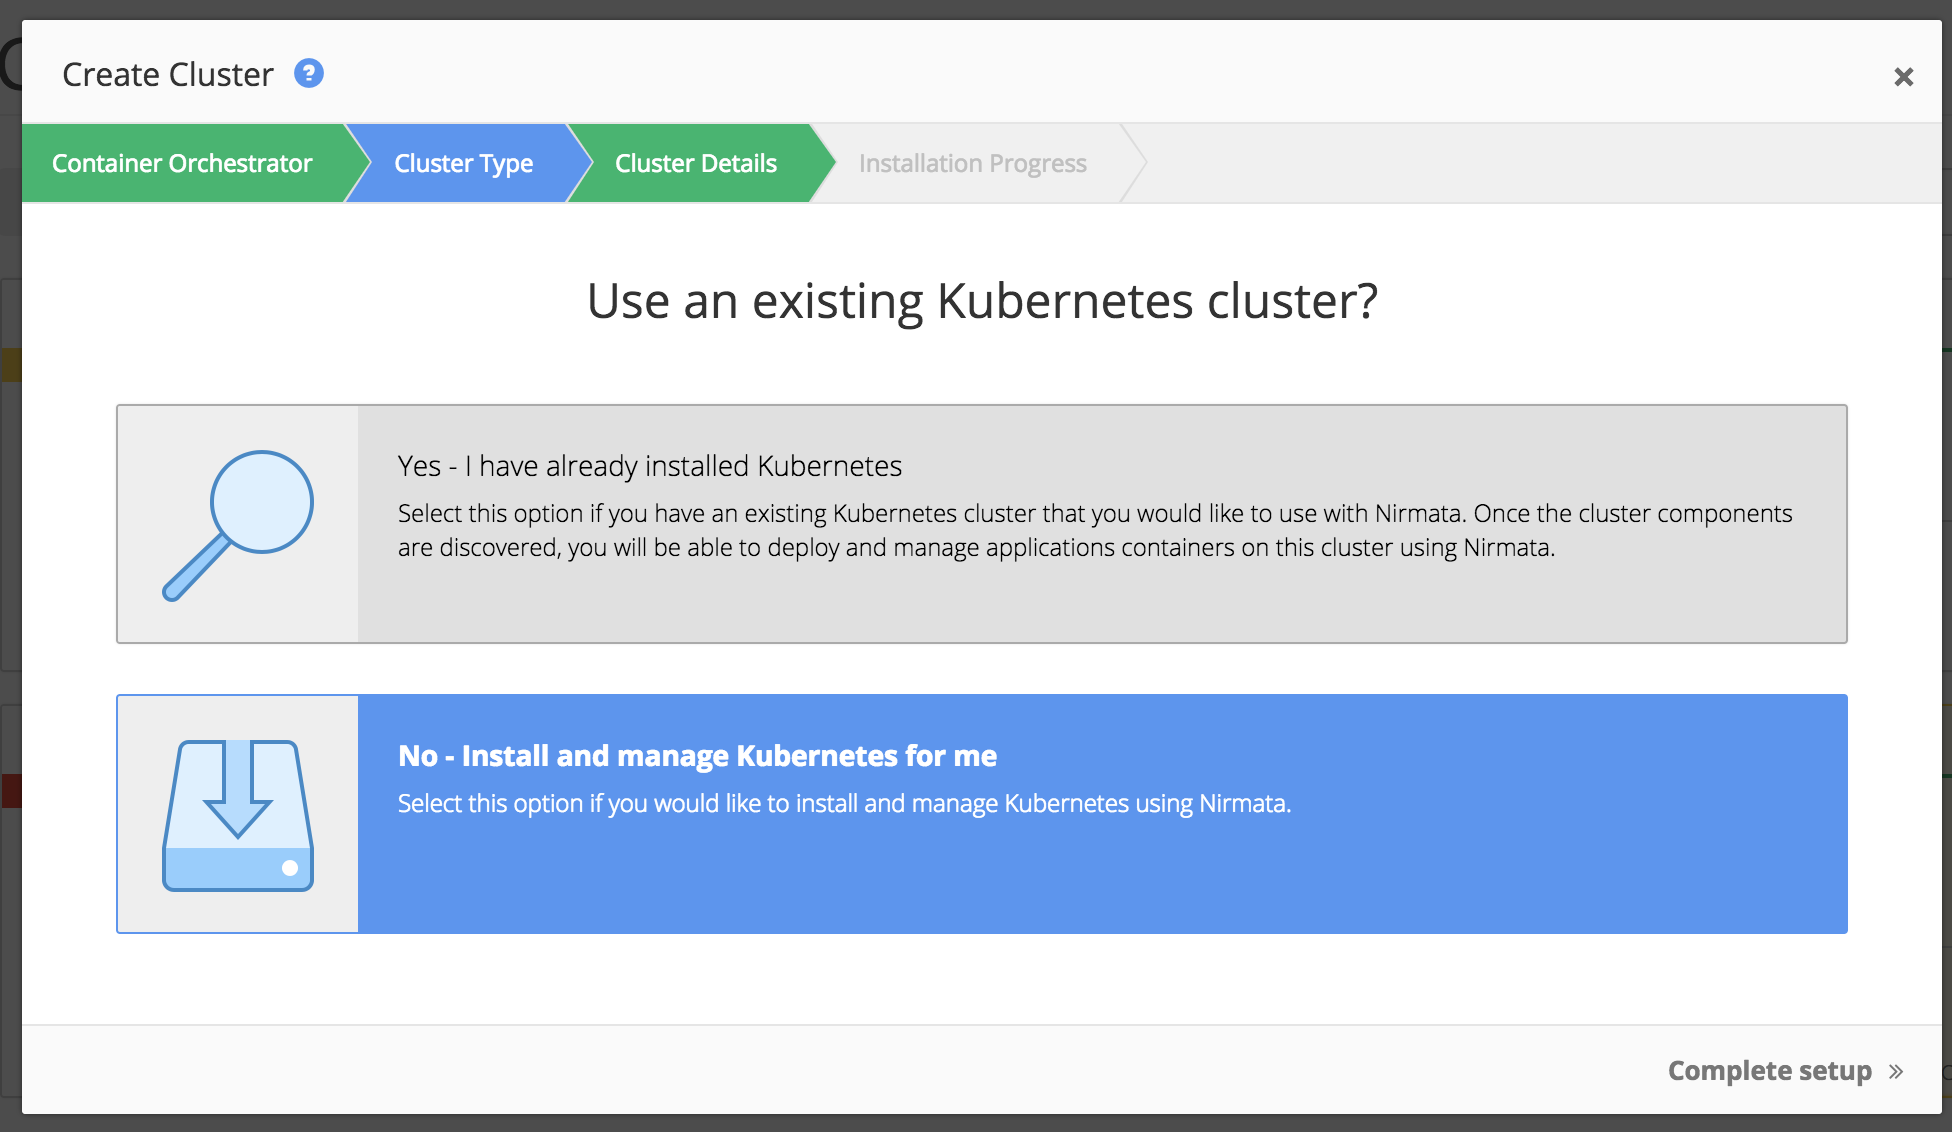 Create Cluster ?
Container Orchestrator
Cluster Type
Cluster Details
Installation Progress
Use an existing Kubernetes cluster?
Yes - I have already installed Kubernetes
Select this option if you have an existing Kubernetes cluster that you would like to use with Nirmata. Once the cluster components
are discovered, you will be able to deploy and manage applications containers on this cluster using Nirmata.
No - Install and manage Kubernetes for me
Select this option if you would like to install and manage Kubernetes using Nirmata.
Complete setup »